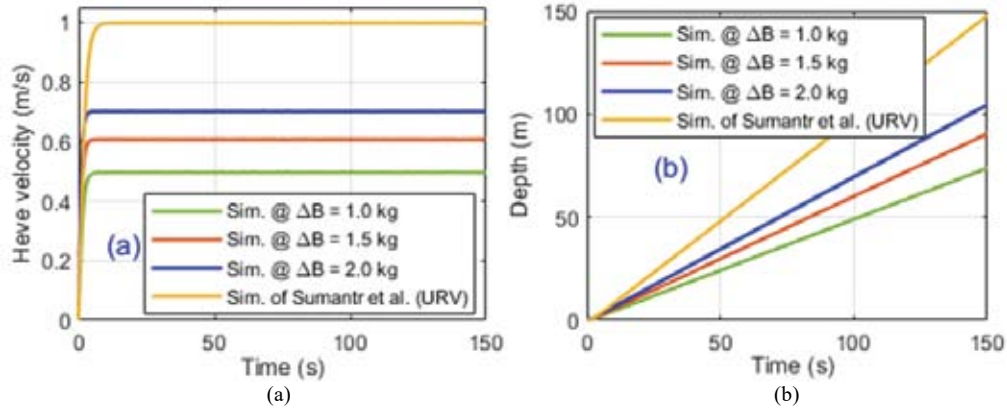 (a)
1
0.8
0.6
0.4
0.2
0
Heve velocity (m/s)
Sim. @ ΔB = 1.0 kg
Sim. @ ΔB = 1.5 kg
Sim. @ ΔB = 2.0 kg
Sim. of Sumantr et al. (URV)
(a)
0
50
100
150
Time (s)
(a)
(b)
150
100
50
0
Depth (m)
Sim. @ ΔB = 1.0 kg
Sim. @ ΔB = 1.5 kg
Sim. @ ΔB = 2.0 kg
Sim. of Sumantr et al. (URV)
(b)
0
50
100
150
Time (s)
(b)